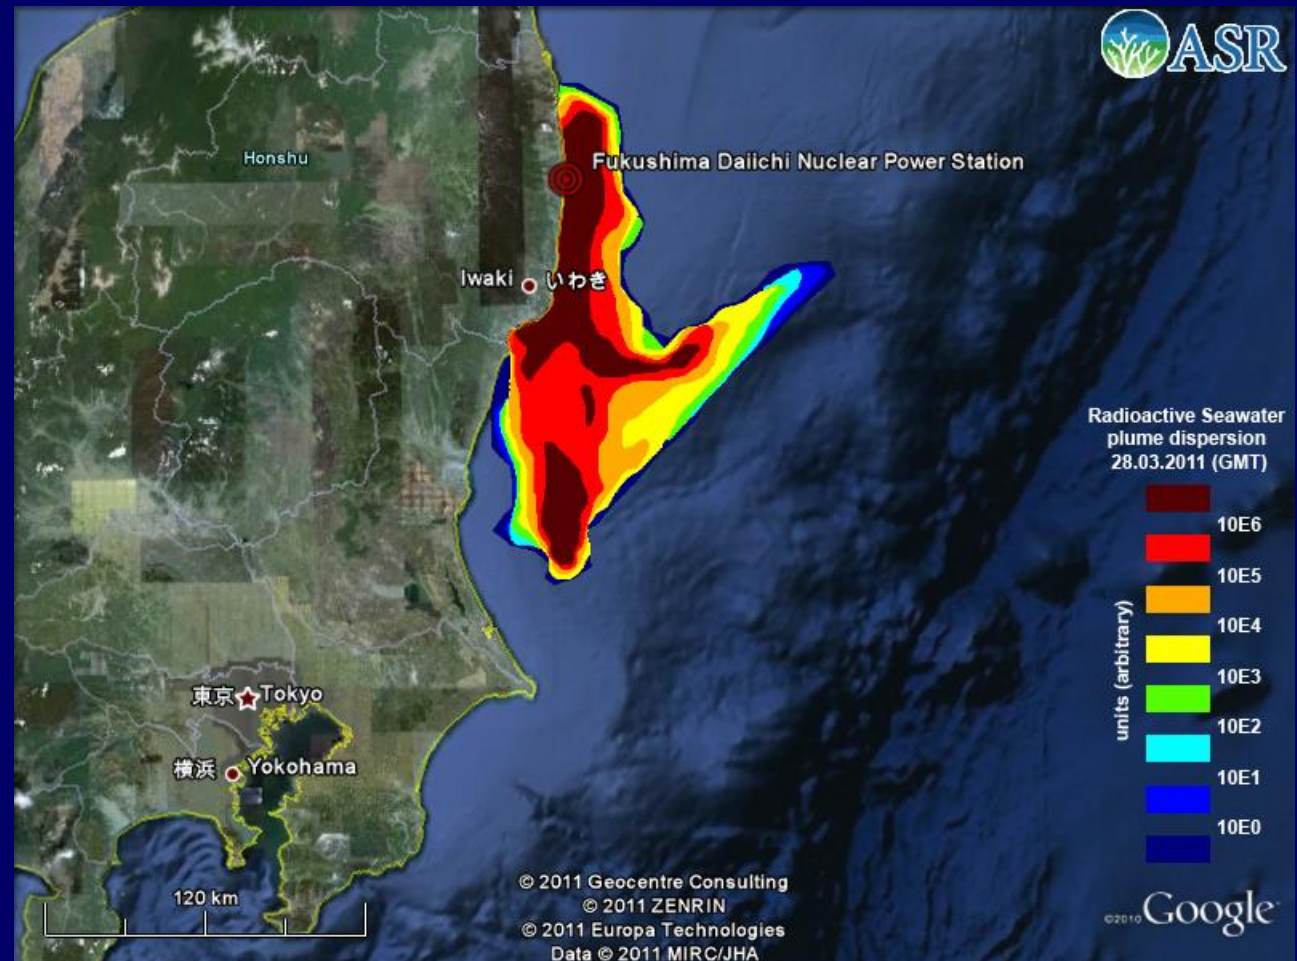 ASR
Honshu
Fukushima Daiichi Nuclear Power Station
Iwaki いわき
Radioactive Seawater
plume dispersion
28.03.2011 (GMT)
10E6
10E5
10E4
10E3
10E2
10E1
10E0
units (arbitrary)
東京 Tokyo
横浜 Yokohama
120 km
© 2011 Geocentre Consulting
© 2011 ZENRIN
© 2011 Europa Technologies
Data © 2011 MIRC/JHA
©2010 Google